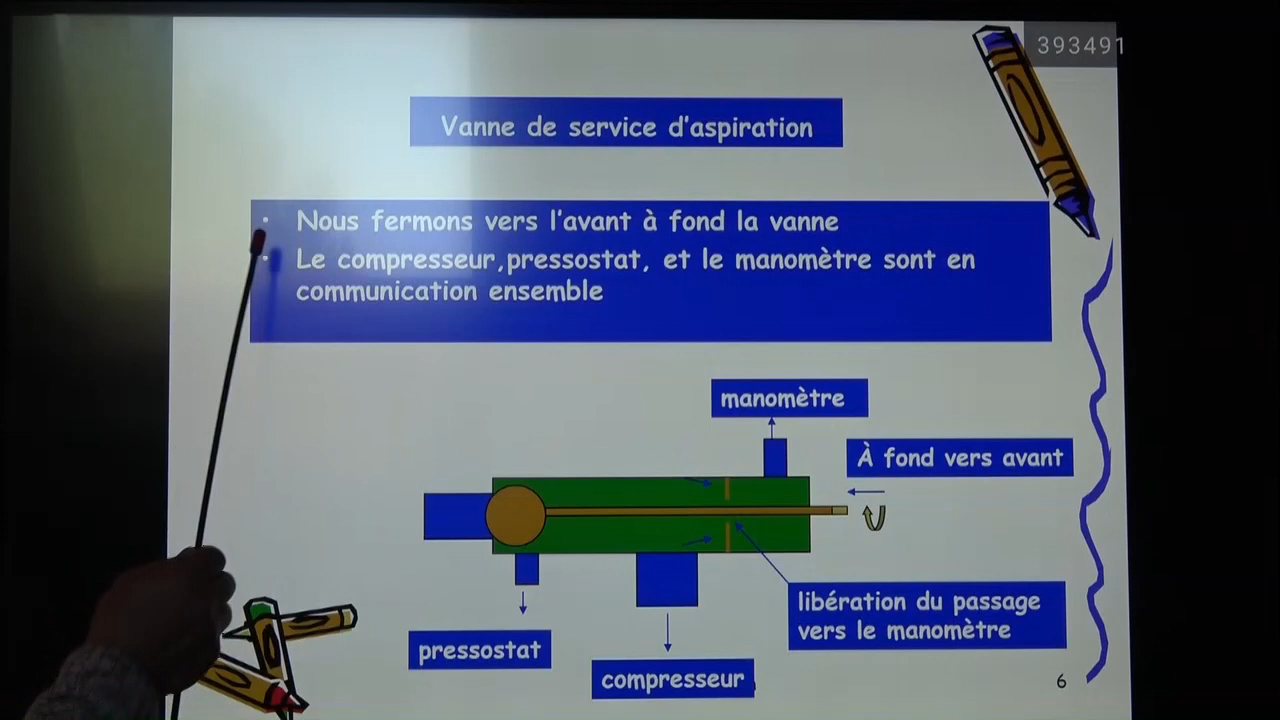 393491
Vanne de service d'aspiration
• Nous fermons vers l'avant à fond la vanne
• Le compresseur,pressostat, et le manomètre sont en
communication ensemble
manomètre
À fond vers avant
libération du passage
vers le manomètre
pressostat
compresseur
6